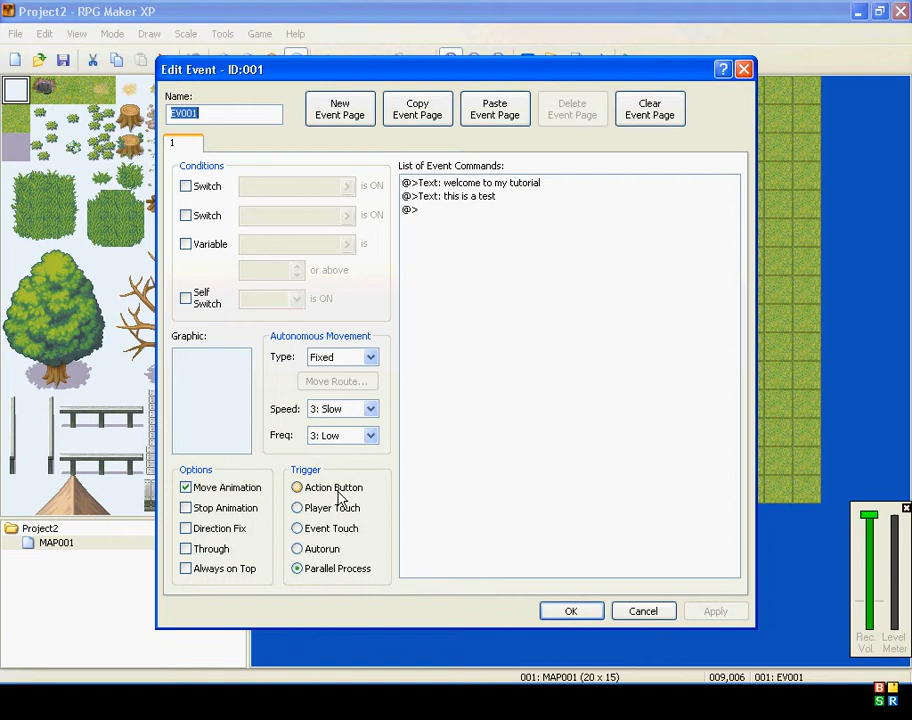 Project2 - RPG Maker XP
File Edit View Mode Draw Scale Tools Game Help
Edit Event - ID:001
Name:
EV001
New Event Page
Copy Event Page
Paste Event Page
Delete Event Page
Clear Event Page
1
Conditions
Switch is ON
Switch is ON
Variable is
or above
Self Switch is ON
Graphic:
Autonomous Movement
Type: Fixed
Move Route...
Speed: 3: Slow
Freq: 3: Low
Options
Move Animation
Stop Animation
Direction Fix
Through
Always on Top
Trigger
Action Button
Player Touch
Event Touch
Autorun
Parallel Process
List of Event Commands:
@>Text: welcome to my tutorial
@>Text: this is a test
@>
OK Cancel Apply
Project2
MAP001
Rec. Vol. Level Meter
001: MAP001 (20 x 15) 009,006 001: EV001
B
S R